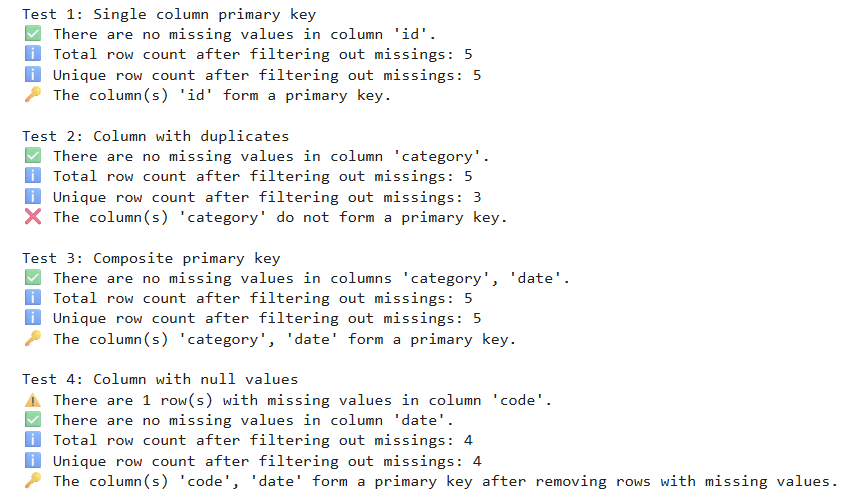 Test 1: Single column primary key
✅ There are no missing values in column 'id'.
ℹ️ Total row count after filtering out missings: 5
ℹ️ Unique row count after filtering out missings: 5
🔑 The column(s) 'id' form a primary key.

Test 2: Column with duplicates
✅ There are no missing values in column 'category'.
ℹ️ Total row count after filtering out missings: 5
ℹ️ Unique row count after filtering out missings: 3
❌ The column(s) 'category' do not form a primary key.

Test 3: Composite primary key
✅ There are no missing values in columns 'category', 'date'.
ℹ️ Total row count after filtering out missings: 5
ℹ️ Unique row count after filtering out missings: 5
🔑 The column(s) 'category', 'date' form a primary key.

Test 4: Column with null values
⚠️ There are 1 row(s) with missing values in column 'code'.
✅ There are no missing values in column 'date'.
ℹ️ Total row count after filtering out missings: 4
ℹ️ Unique row count after filtering out missings: 4
🔑 The column(s) 'code', 'date' form a primary key after removing rows with missing values.